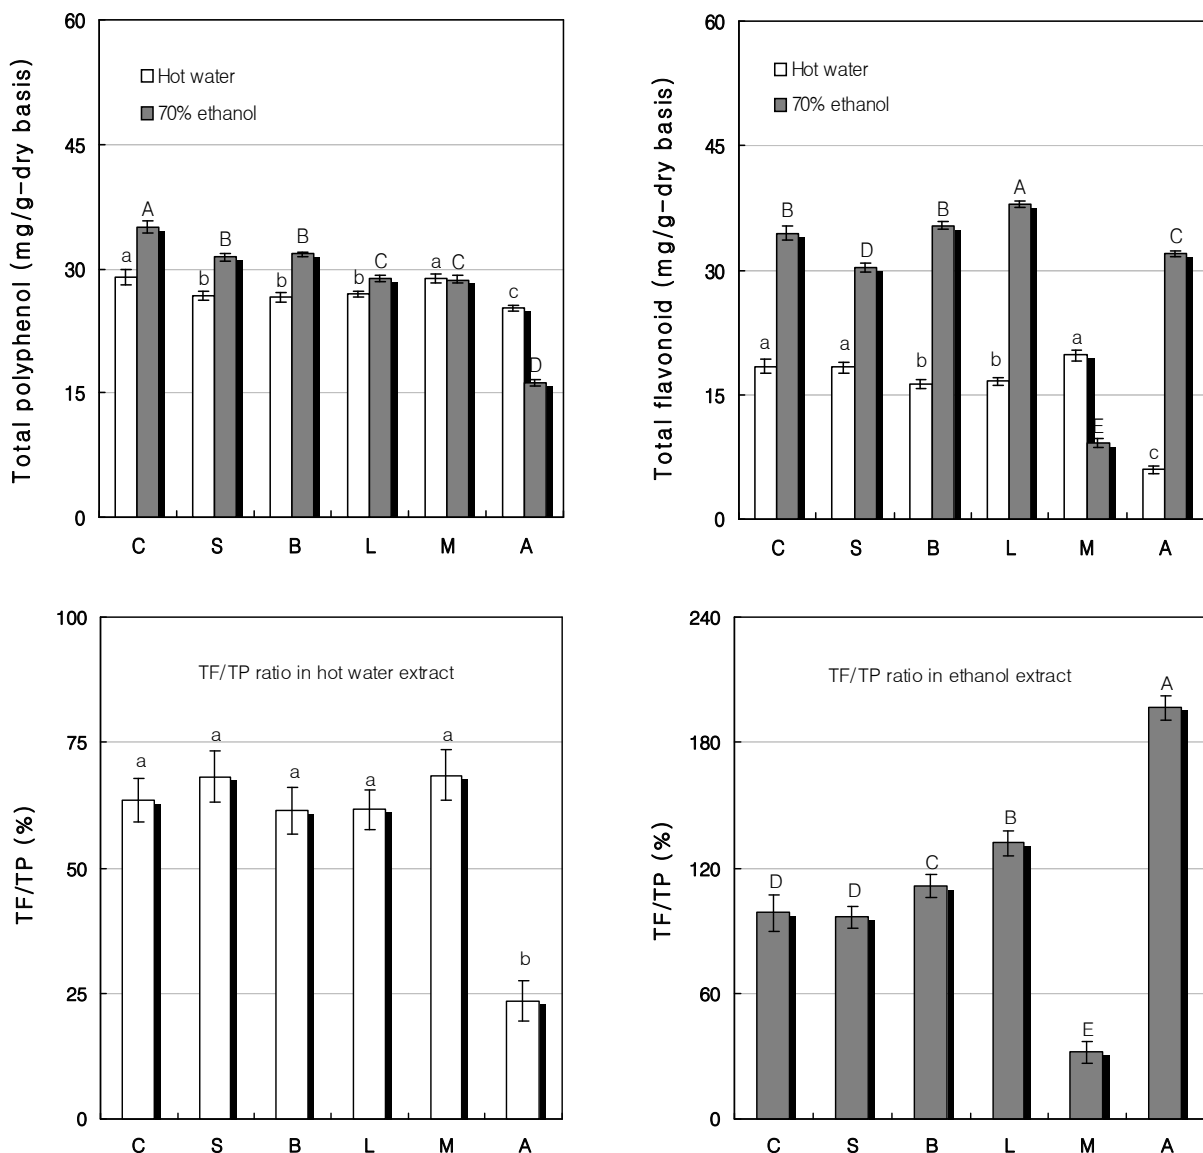 Total polyphenol (mg/g-dry basis)
60
45
30
15
0
Hot water
70% ethanol
a
A
b
B
b
B
b
C
a
C
c
D
C
S
B
L
M
A
Total flavonoid (mg/g-dry basis)
60
45
30
15
0
Hot water
70% ethanol
a
B
a
D
b
B
b
A
a
E
c
C
C
S
B
L
M
A
TF/TP (%)
100
75
50
25
0
TF/TP ratio in hot water extract
a
a
a
a
a
b
C
S
B
L
M
A
TF/TP (%)
240
180
120
60
0
TF/TP ratio in ethanol extract
D
D
C
B
E
A
C
S
B
L
M
A